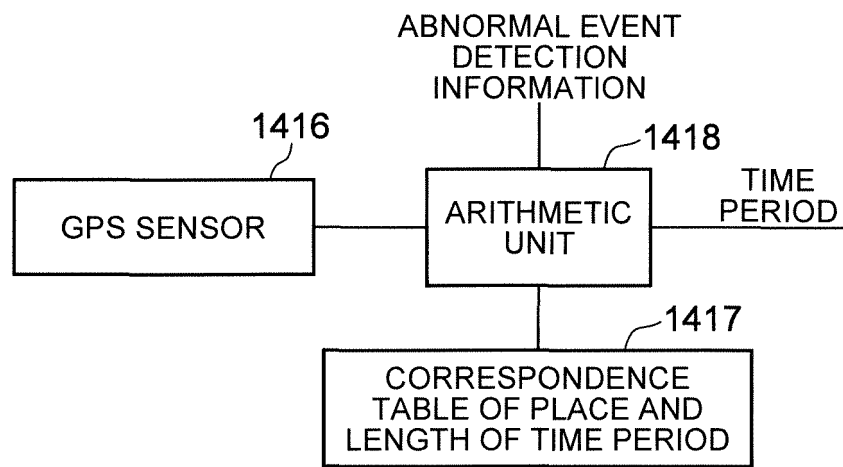 ABNORMAL EVENT
DETECTION
INFORMATION
1416
1418
GPS SENSOR
ARITHMETIC
UNIT
TIME
PERIOD
1417
CORRESPONDENCE
TABLE OF PLACE AND
LENGTH OF TIME PERIOD